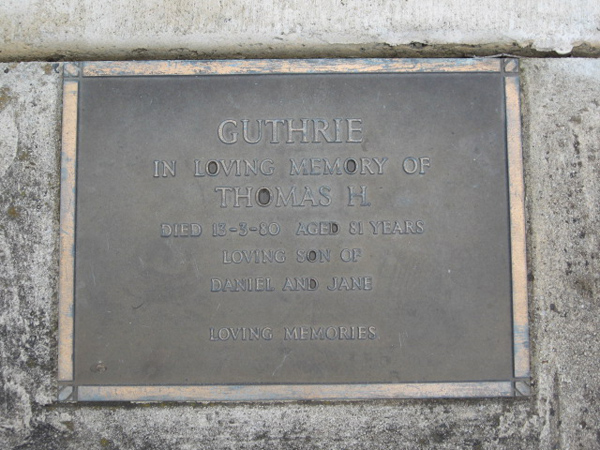 GUTHRIE
IN LOVING MEMORY OF
THOMAS H.
DIED 13-3-80 AGED 81 YEARS
LOVING SON OF
DANIEL AND JANE
LOVING MEMORIES